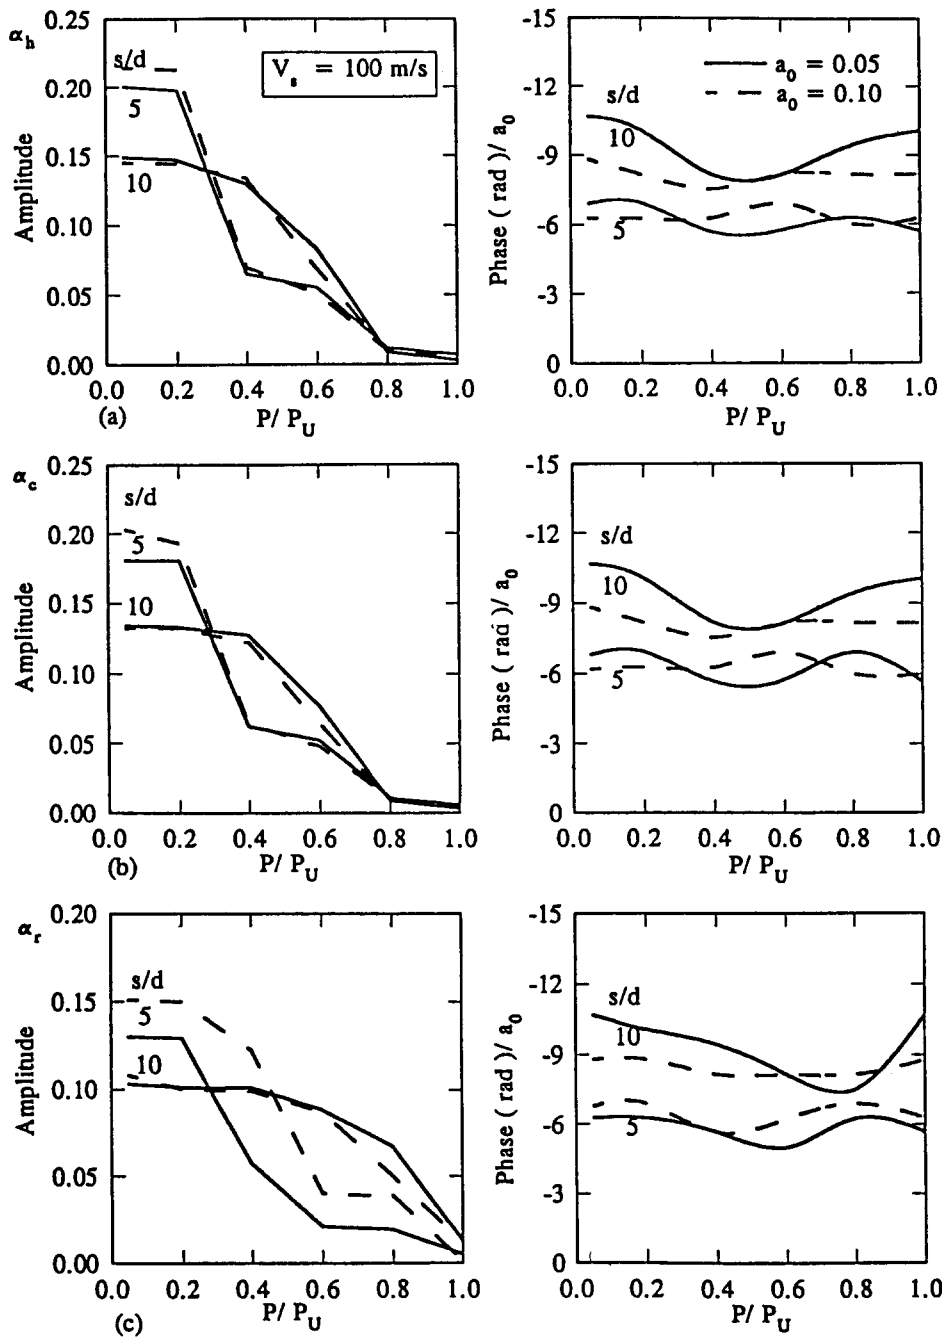 α_h
0.25
0.20
0.15
0.10
0.05
0.00
Amplitude
s/d
5
10
V_s = 100 m/s
0.0 0.2 0.4 0.6 0.8 1.0
P/ P_U
(a)
-15
-12
-9
-6
-3
0
Phase ( rad )/ a_0
s/d
10
5
a_0 = 0.05
a_0 = 0.10
0.0 0.2 0.4 0.6 0.8 1.0
P/ P_U
α_c
0.25
0.20
0.15
0.10
0.05
0.00
Amplitude
s/d
5
10
0.0 0.2 0.4 0.6 0.8 1.0
P/ P_U
(b)
-15
-12
-9
-6
-3
0
Phase ( rad )/ a_0
s/d
10
5
0.0 0.2 0.4 0.6 0.8 1.0
P/ P_U
α_r
0.20
0.15
0.10
0.05
0.00
Amplitude
s/d
5
10
0.0 0.2 0.4 0.6 0.8 1.0
P/ P_U
(c)
-15
-12
-9
-6
-3
0
Phase ( rad )/ a_0
s/d
10
5
0.0 0.2 0.4 0.6 0.8 1.0
P/ P_U